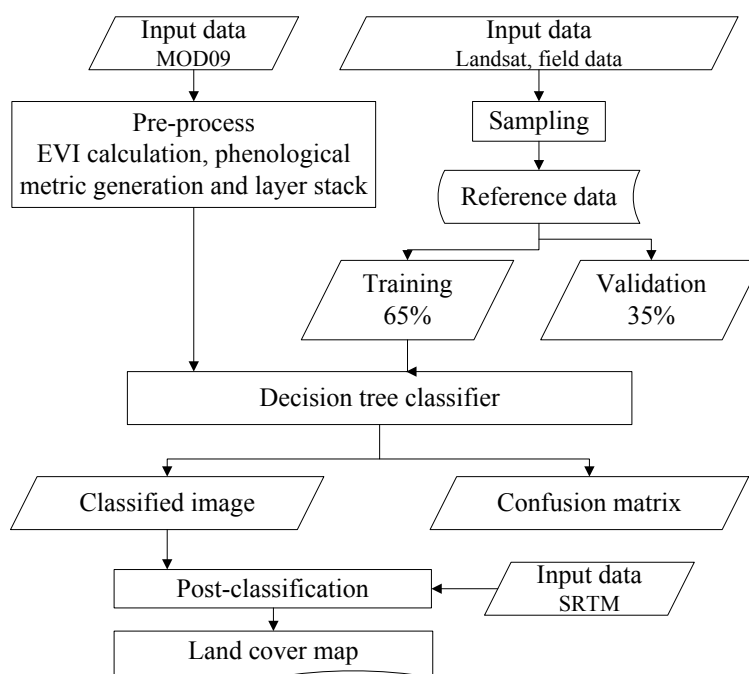 Input data
MOD09
Input data
Landsat, field data
Pre-process
EVI calculation, phenological
metric generation and layer stack
Sampling
Reference data
Training
65%
Validation
35%
Decision tree classifier
Classified image
Confusion matrix
Post-classification
Input data
SRTM
Land cover map